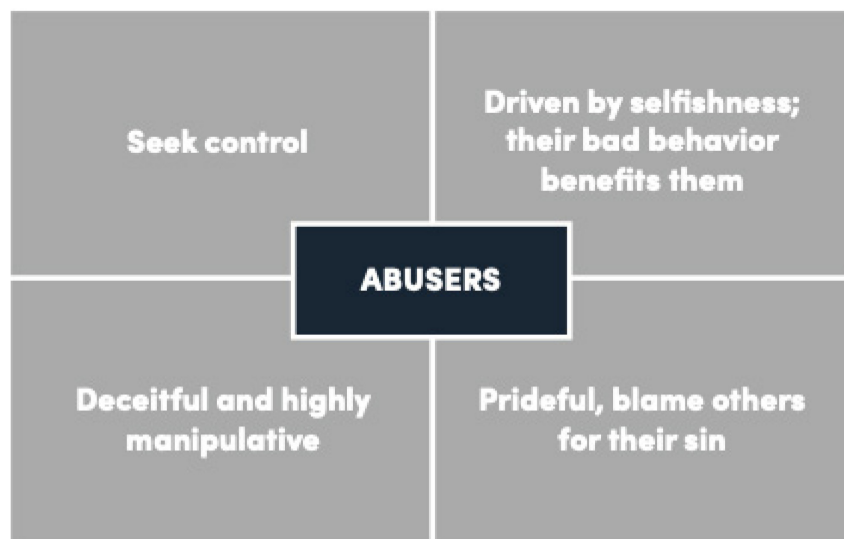 Seek control
Driven by selfishness;
their bad behavior
benefits them
ABUSERS
Deceitful and highly
manipulative
Prideful, blame others
for their sin